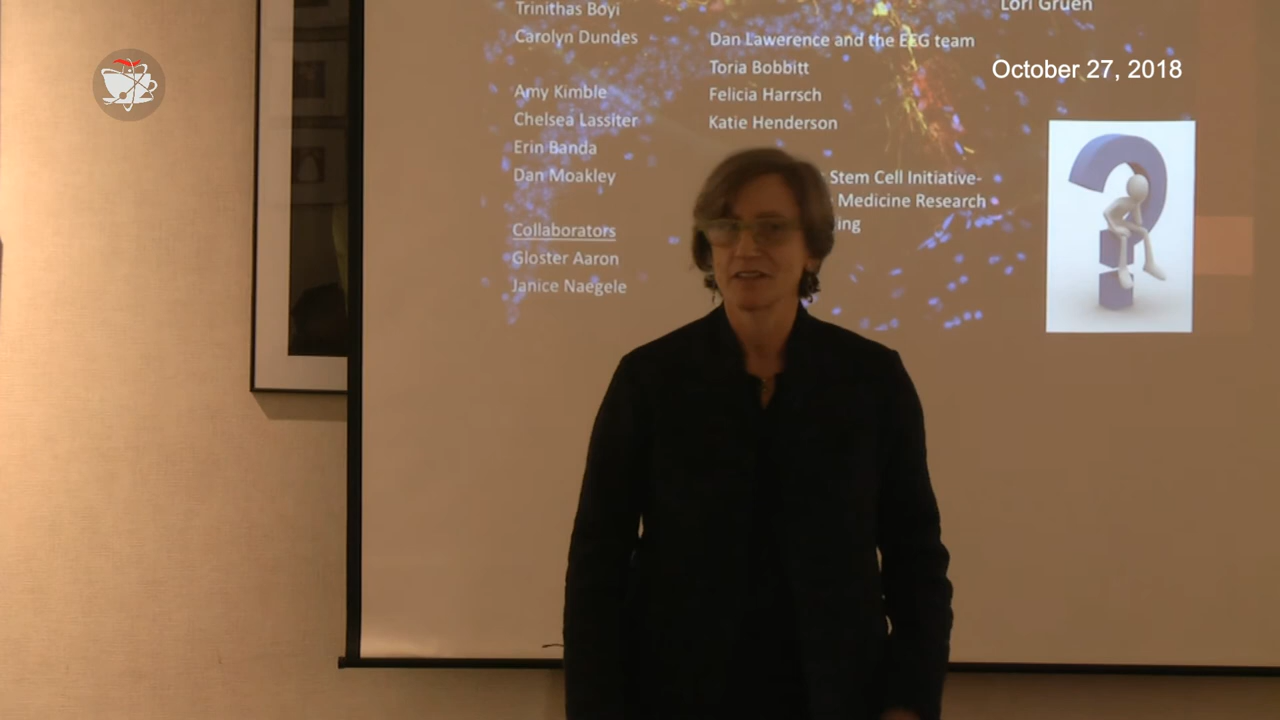 Trinithas Boyi
Carolyn Dundes
Amy Kimble
Chelsea Lassiter
Erin Banda
Dan Moakley
Collaborators
Gloster Aaron
Janice Naegele
Dan Lawerence and the EEG team
Toria Bobbitt
Felicia Harrsch
Katie Henderson
Stem Cell Initiative-
Medicine Research
ing
Lori Gruen
October 27, 2018